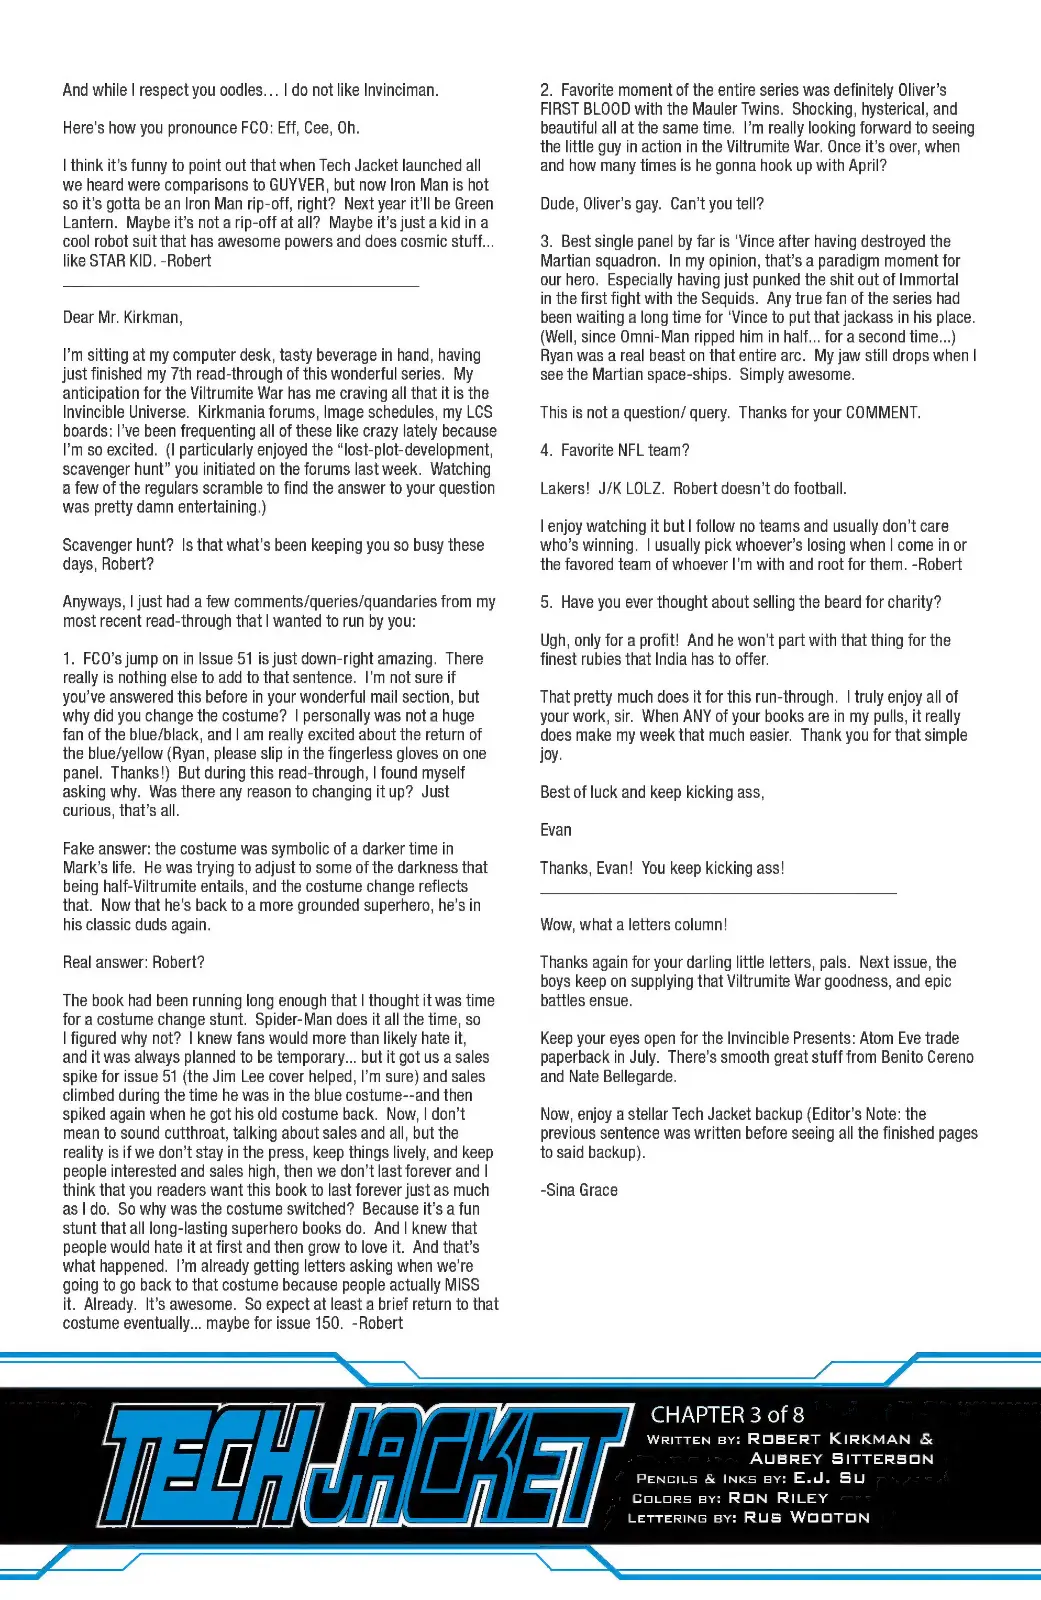 And while I respect you oodles... I do not like Invinciman.
Here's how you pronounce FCO: Eff, Cee, Oh.
I think it's funny to point out that when Tech Jacket launched all
we heard were comparisons to GUYVER, but now Iron Man is hot
so it's gotta be an Iron Man rip-off, right?  Next year it'll be Green
Lantern.  Maybe it's not a rip-off at all?  Maybe it's just a kid in a
cool robot suit that has awesome powers and does cosmic stuff...
like STAR KID. -Robert
Dear Mr. Kirkman,
I'm sitting at my computer desk, tasty beverage in hand, having
just finished my 7th read-through of this wonderful series.  My
anticipation for the Viltrumite War has me craving all that it is the
Invincible Universe.  Kirkmania forums, Image schedules, my LCS
boards: I've been frequenting all of these like crazy lately because
I'm so excited.  (I particularly enjoyed the "lost-plot-development,
scavenger hunt" you initiated on the forums last week.  Watching
a few of the regulars scramble to find the answer to your question
was pretty damn entertaining.)
Scavenger hunt?  Is that what's been keeping you so busy these
days, Robert?
Anyways, I just had a few comments/queries/quandaries from my
most recent read-through that I wanted to run by you:
1.  FCO's jump on in Issue 51 is just down-right amazing.  There
really is nothing else to add to that sentence.  I'm not sure if
you've answered this before in your wonderful mail section, but
why did you change the costume?  I personally was not a huge
fan of the blue/black, and I am really excited about the return of
the blue/yellow (Ryan, please slip in the fingerless gloves on one
panel.  Thanks!)  But during this read-through, I found myself
asking why.  Was there any reason to changing it up?  Just
curious, that's all.
Fake answer: the costume was symbolic of a darker time in
Mark's life.  He was trying to adjust to some of the darkness that
being half-Viltrumite entails, and the costume change reflects
that.  Now that he's back to a more grounded superhero, he's in
his classic duds again.
Real answer: Robert?
The book had been running long enough that I thought it was time
for a costume change stunt.  Spider-Man does it all the time, so
I figured why not?  I knew fans would more than likely hate it,
and it was always planned to be temporary... but it got us a sales
spike for issue 51 (the Jim Lee cover helped, I'm sure) and sales
climbed during the time he was in the blue costume--and then
spiked again when he got his old costume back.  Now, I don't
mean to sound cutthroat, talking about sales and all, but the
reality is if we don't stay in the press, keep things lively, and keep
people interested and sales high, then we don't last forever and I
think that you readers want this book to last forever just as much
as I do.  So why was the costume switched?  Because it's a fun
stunt that all long-lasting superhero books do.  And I knew that
people would hate it at first and then grow to love it.  And that's
what happened.  I'm already getting letters asking when we're
going to go back to that costume because people actually MISS
it.  Already.  It's awesome.  So expect at least a brief return to that
costume eventually... maybe for issue 150.  -Robert
2.  Favorite moment of the entire series was definitely Oliver's
FIRST BLOOD with the Mauler Twins.  Shocking, hysterical, and
beautiful all at the same time.  I'm really looking forward to seeing
the little guy in action in the Viltrumite War. Once it's over, when
and how many times is he gonna hook up with April?
Dude, Oliver's gay.  Can't you tell?
3.  Best single panel by far is 'Vince after having destroyed the
Martian squadron.  In my opinion, that's a paradigm moment for
our hero.  Especially having just punked the shit out of Immortal
in the first fight with the Sequids.  Any true fan of the series had
been waiting a long time for 'Vince to put that jackass in his place.
(Well, since Omni-Man ripped him in half... for a second time...)
Ryan was a real beast on that entire arc.  My jaw still drops when I
see the Martian space-ships.  Simply awesome.
This is not a question/ query.  Thanks for your COMMENT.
4.  Favorite NFL team?
Lakers!  J/K LOLZ.  Robert doesn't do football.
I enjoy watching it but I follow no teams and usually don't care
who's winning.  I usually pick whoever's losing when I come in or
the favored team of whoever I'm with and root for them. -Robert
5.  Have you ever thought about selling the beard for charity?
Ugh, only for a profit!  And he won't part with that thing for the
finest rubies that India has to offer.
That pretty much does it for this run-through.  I truly enjoy all of
your work, sir.  When ANY of your books are in my pulls, it really
does make my week that much easier.  Thank you for that simple
joy.
Best of luck and keep kicking ass,
Evan
Thanks, Evan!  You keep kicking ass!
Wow, what a letters column!
Thanks again for your darling little letters, pals.  Next issue, the
boys keep on supplying that Viltrumite War goodness, and epic
battles ensue.
Keep your eyes open for the Invincible Presents: Atom Eve trade
paperback in July.  There's smooth great stuff from Benito Cereno
and Nate Bellegarde.
Now, enjoy a stellar Tech Jacket backup (Editor's Note: the
previous sentence was written before seeing all the finished pages
to said backup).
-Sina Grace
TECH JACKET
CHAPTER 3 of 8
WRITTEN BY: ROBERT KIRKMAN &
AUBREY SITTERSON
PENCILS & INKS BY: E.J. SU
COLORS BY: RON RILEY
LETTERING BY: RUS WOOTON